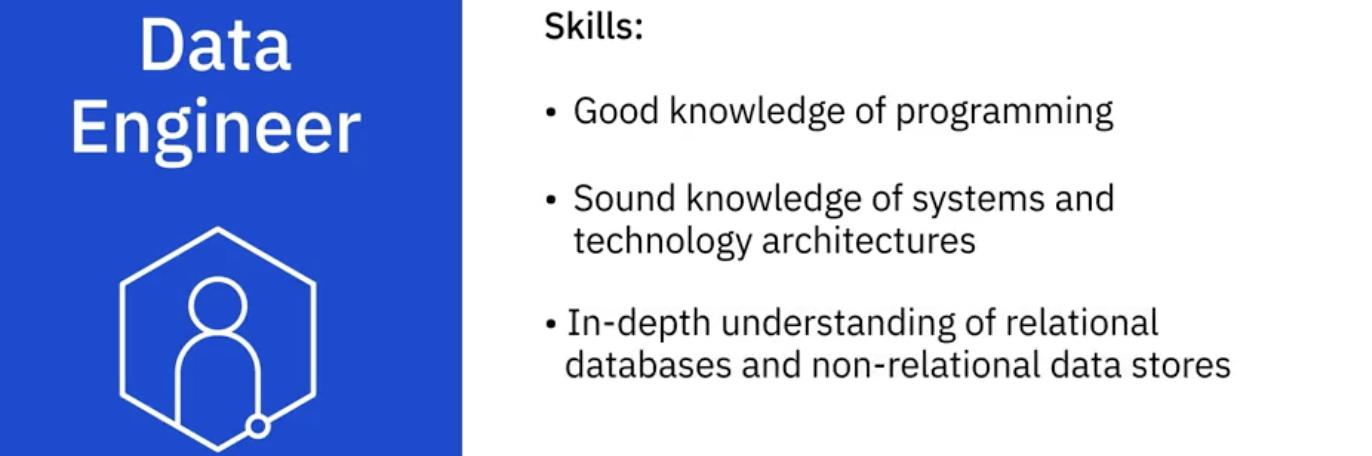 Data
Engineer
Skills:
• Good knowledge of programming
• Sound knowledge of systems and
technology architectures
• In-depth understanding of relational
databases and non-relational data stores